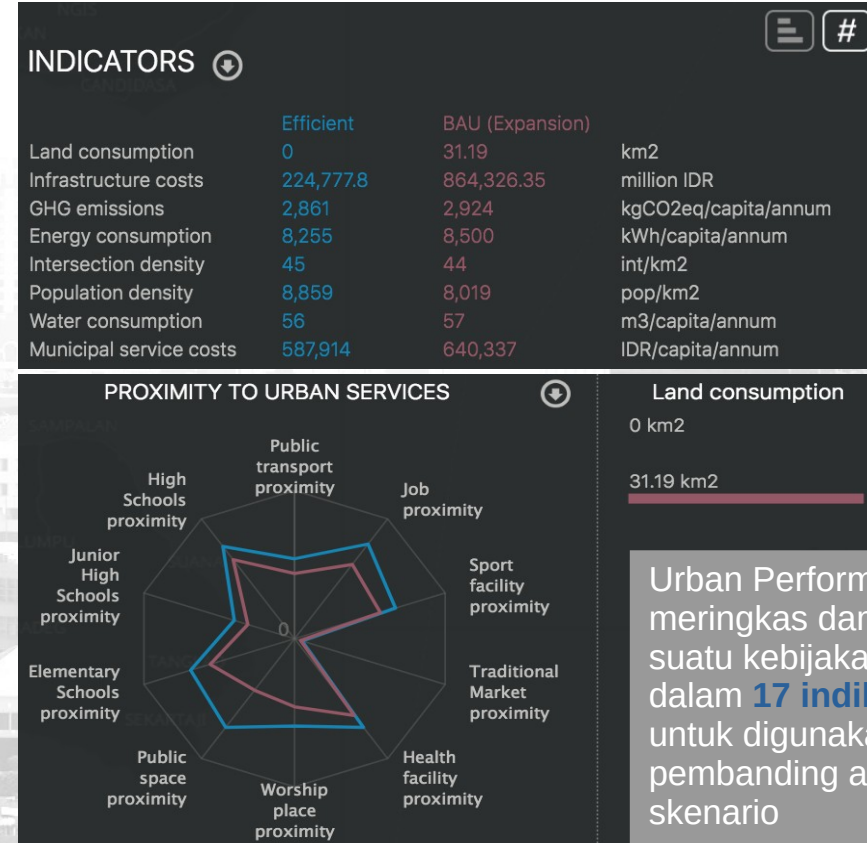 INDICATORS
#
Efficient BAU (Expansion)
Land consumption 0 31.19 km2
Infrastructure costs 224,777.8 864,326.35 million IDR
GHG emissions 2,861 2,924 kgCO2eq/capita/annum
Energy consumption 8,255 8,500 kWh/capita/annum
Intersection density 45 44 int/km2
Population density 8,859 8,019 pop/km2
Water consumption 56 57 m3/capita/annum
Municipal service costs 587,914 640,337 IDR/capita/annum
PROXIMITY TO URBAN SERVICES
Public
transport
proximity
Job
proximity
Sport
facility
proximity
Traditional
Market
proximity
Health
facility
proximity
Worship
place
proximity
Public
space
proximity
Elementary
Schools
proximity
Junior
High
Schools
proximity
High
Schools
proximity
0
Land consumption
0 km2
31.19 km2
Urban Perform
meringkas dan
suatu kebijaka
dalam 17 indi
untuk digunaka
pembanding a
skenario